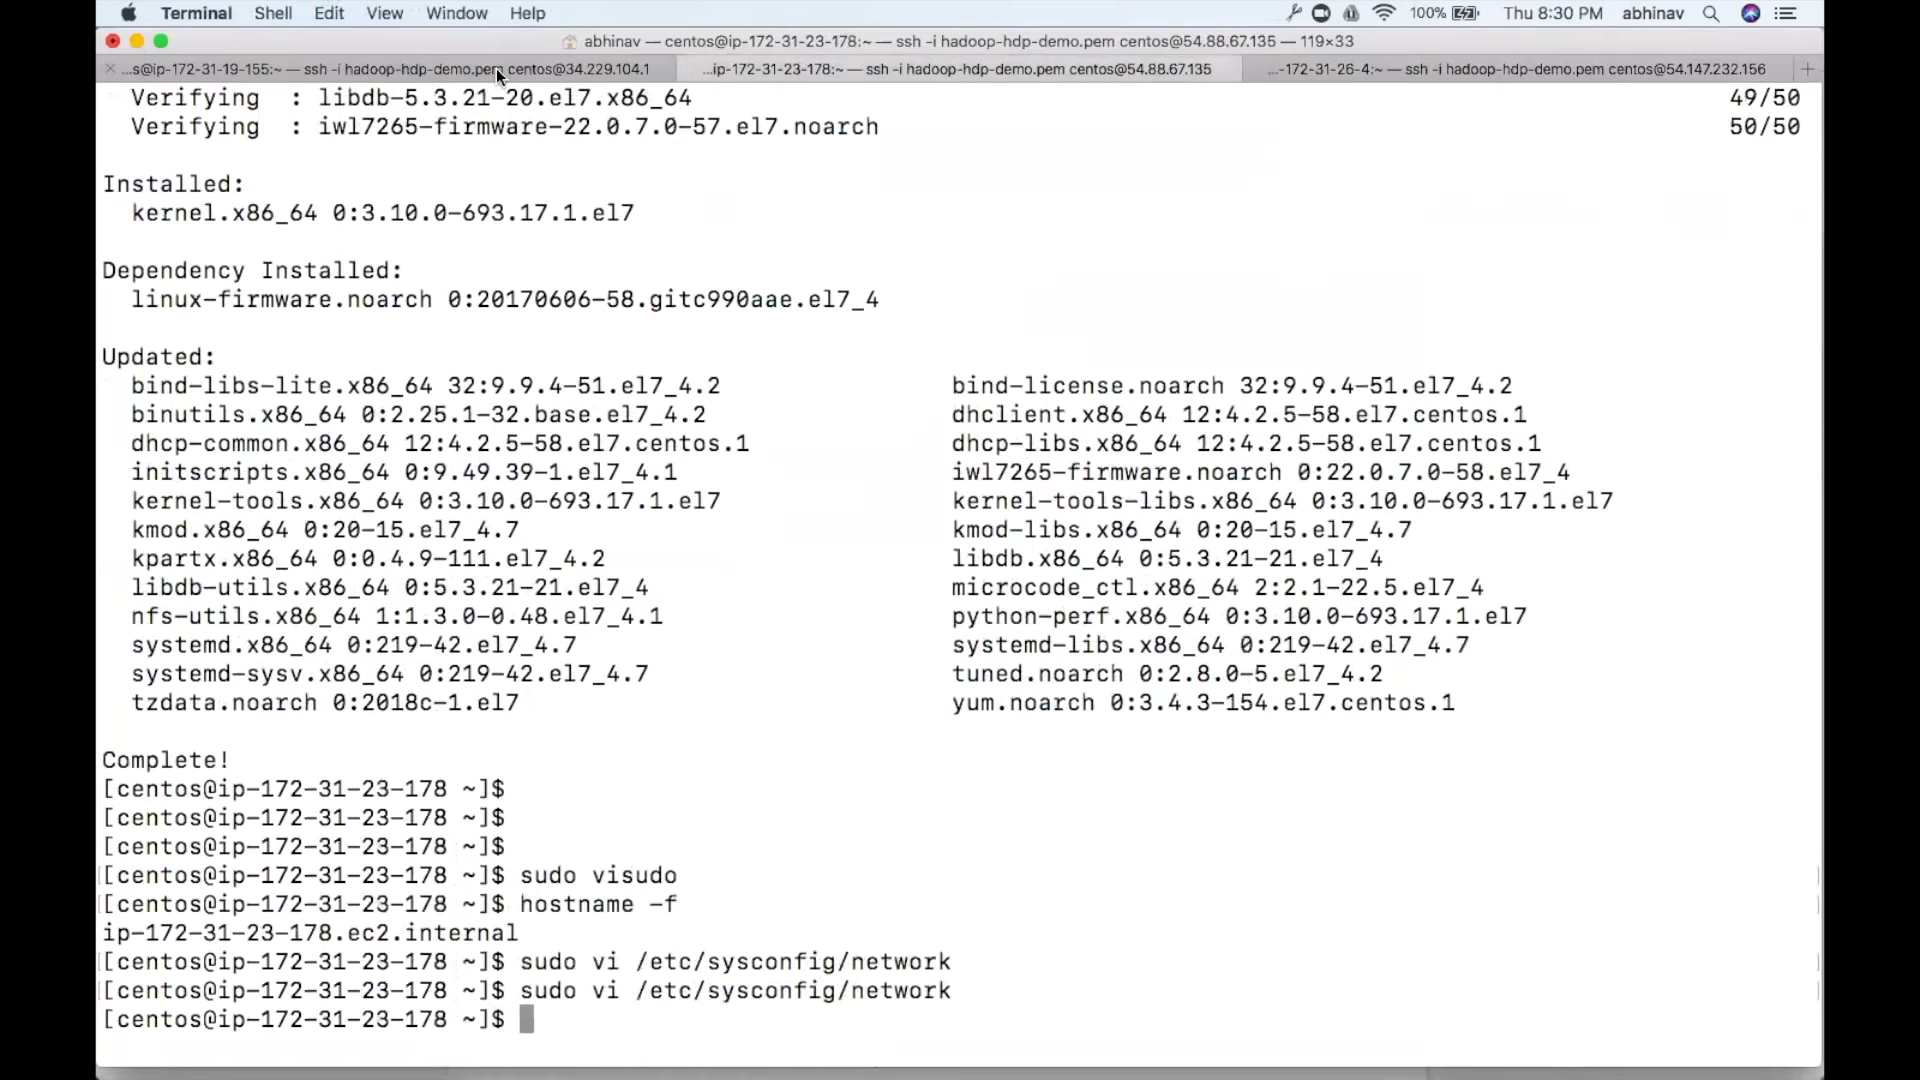 Terminal Shell Edit View Window Help 100% Thu 8:30 PM abhinav
abhinav — centos@ip-172-31-23-178:~ — ssh -i hadoop-hdp-demo.pem centos@54.88.67.135 — 119×33
...s@ip-172-31-19-155:~ — ssh -i hadoop-hdp-demo.pem centos@34.229.104.1 ...ip-172-31-23-178:~ — ssh -i hadoop-hdp-demo.pem centos@54.88.67.135 ...-172-31-26-4:~ — ssh -i hadoop-hdp-demo.pem centos@54.147.232.156
Verifying : libdb-5.3.21-20.el7.x86_64 49/50
Verifying : iwl7265-firmware-22.0.7.0-57.el7.noarch 50/50
Installed:
kernel.x86_64 0:3.10.0-693.17.1.el7
Dependency Installed:
linux-firmware.noarch 0:20170606-58.gitc990aae.el7_4
Updated:
bind-libs-lite.x86_64 32:9.9.4-51.el7_4.2 bind-license.noarch 32:9.9.4-51.el7_4.2
binutils.x86_64 0:2.25.1-32.base.el7_4.2 dhclient.x86_64 12:4.2.5-58.el7.centos.1
dhcp-common.x86_64 12:4.2.5-58.el7.centos.1 dhcp-libs.x86_64 12:4.2.5-58.el7.centos.1
initscripts.x86_64 0:9.49.39-1.el7_4.1 iwl7265-firmware.noarch 0:22.0.7.0-58.el7_4
kernel-tools.x86_64 0:3.10.0-693.17.1.el7 kernel-tools-libs.x86_64 0:3.10.0-693.17.1.el7
kmod.x86_64 0:20-15.el7_4.7 kmod-libs.x86_64 0:20-15.el7_4.7
kpartx.x86_64 0:0.4.9-111.el7_4.2 libdb.x86_64 0:5.3.21-21.el7_4
libdb-utils.x86_64 0:5.3.21-21.el7_4 microcode_ctl.x86_64 2:2.1-22.5.el7_4
nfs-utils.x86_64 1:1.3.0-0.48.el7_4.1 python-perf.x86_64 0:3.10.0-693.17.1.el7
systemd.x86_64 0:219-42.el7_4.7 systemd-libs.x86_64 0:219-42.el7_4.7
systemd-sysv.x86_64 0:219-42.el7_4.7 tuned.noarch 0:2.8.0-5.el7_4.2
tzdata.noarch 0:2018c-1.el7 yum.noarch 0:3.4.3-154.el7.centos.1
Complete!
[centos@ip-172-31-23-178 ~]$
[centos@ip-172-31-23-178 ~]$
[centos@ip-172-31-23-178 ~]$
[centos@ip-172-31-23-178 ~]$ sudo visudo
[centos@ip-172-31-23-178 ~]$ hostname -f
ip-172-31-23-178.ec2.internal
[centos@ip-172-31-23-178 ~]$ sudo vi /etc/sysconfig/network
[centos@ip-172-31-23-178 ~]$ sudo vi /etc/sysconfig/network
[centos@ip-172-31-23-178 ~]$